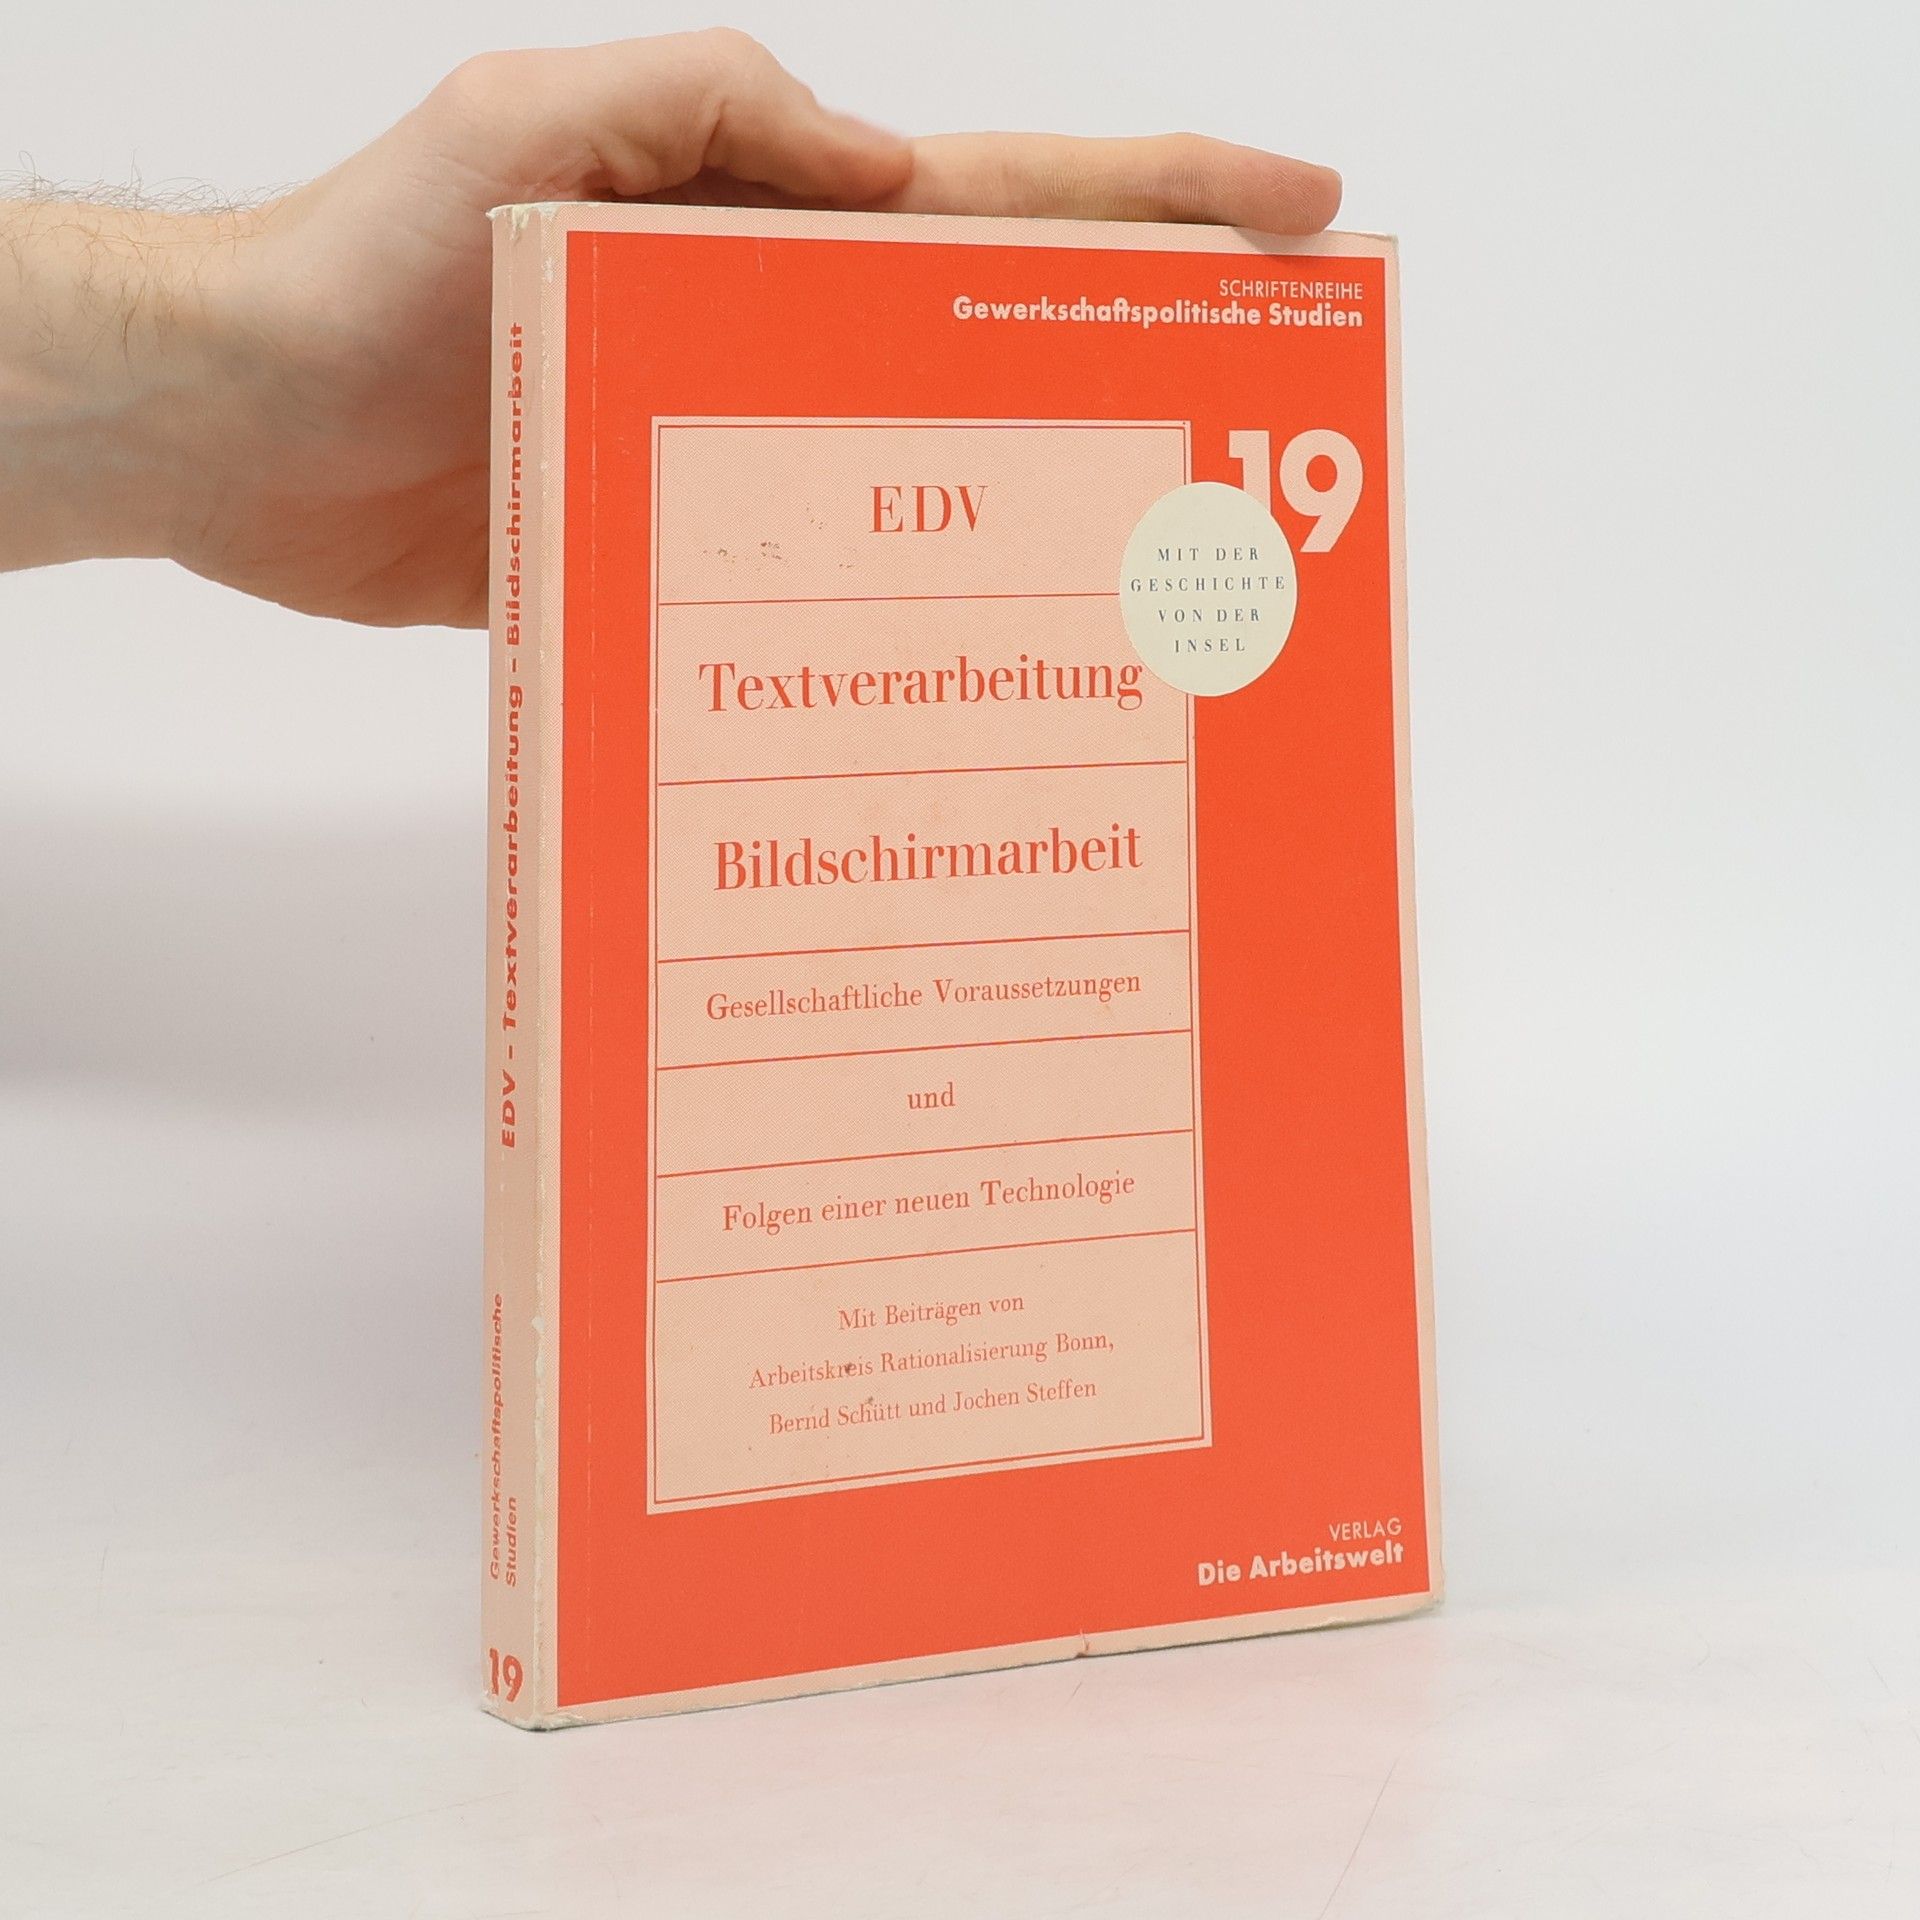 SCHRIFTENREIHE
Gewerkschaftspolitische Studien
19
EDV
MIT DER
GESCHICHTE
VON DER
INSEL
Textverarbeitung
Bildschirmarbeit
Gesellschaftliche Voraussetzungen
und
Folgen einer neuen Technologie
Mit Beiträgen von
Arbeitskreis Rationalisierung Bonn,
Bernd Schütt und Jochen Steffen
VERLAG
Die Arbeitswelt
EDV – Textverarbeitung – Bildschirmarbeit
Gewerkschaftspolitische
Studien
19